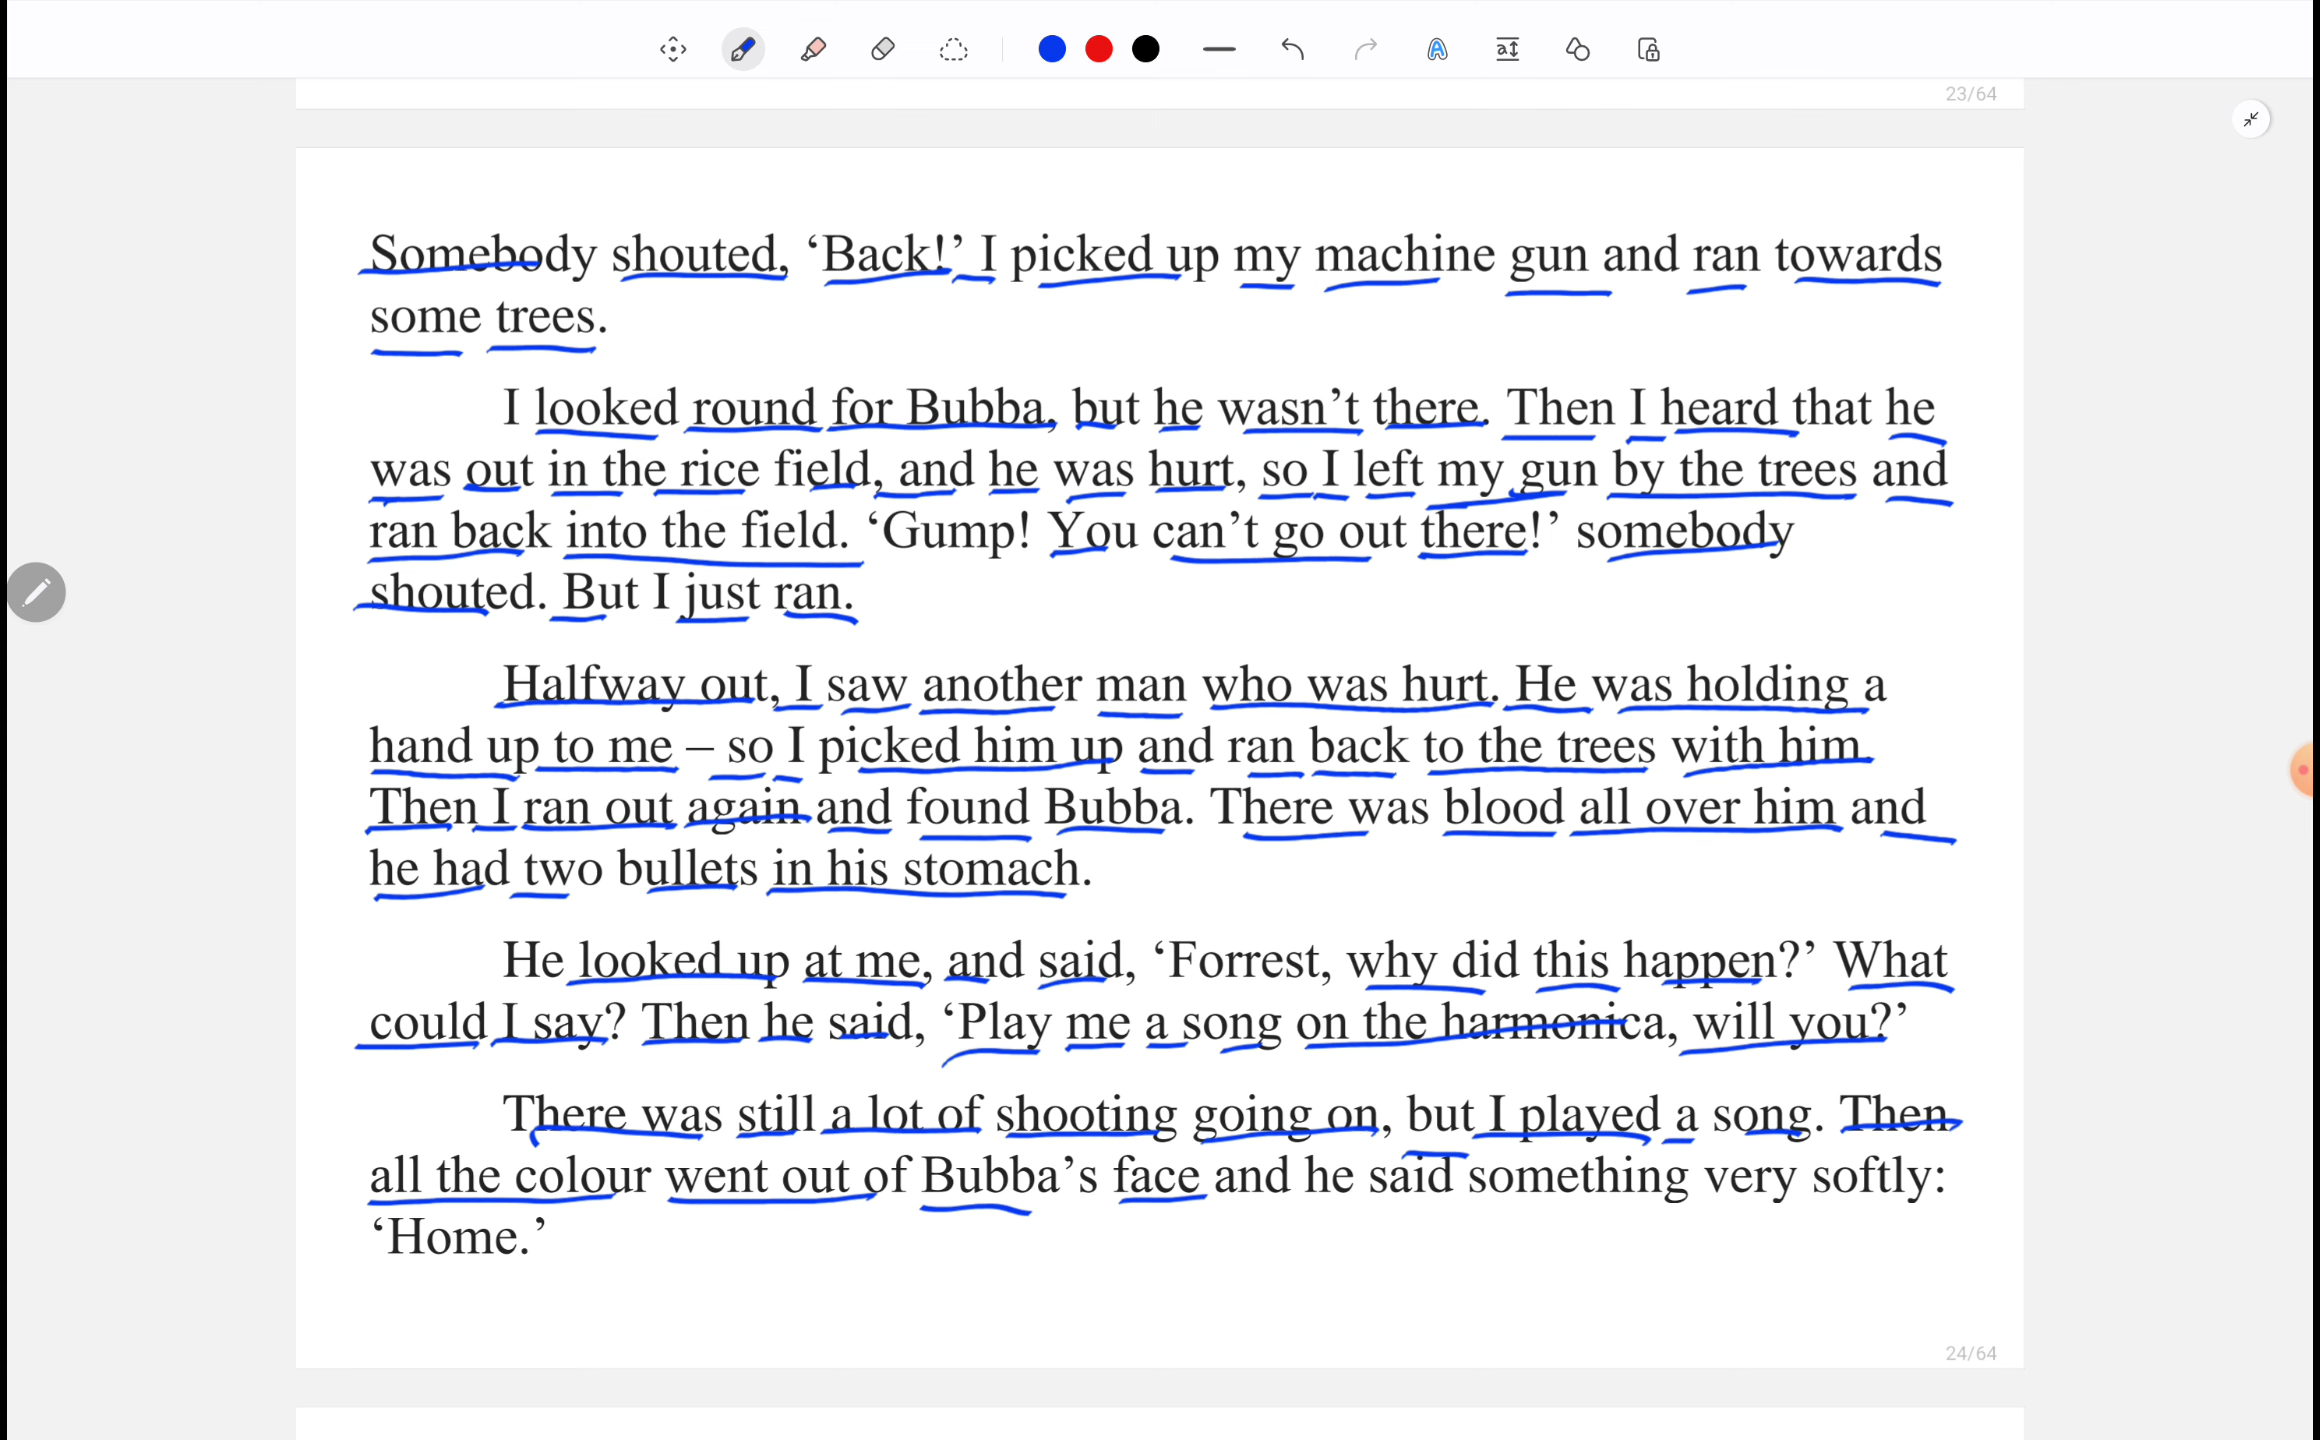 23/64
Somebody shouted, ‘Back!’ I picked up my machine gun and ran towards
some trees.
I looked round for Bubba, but he wasn’t there. Then I heard that he
was out in the rice field, and he was hurt, so I left my gun by the trees and
ran back into the field. ‘Gump! You can’t go out there!’ somebody
shouted. But I just ran.
Halfway out, I saw another man who was hurt. He was holding a
hand up to me – so I picked him up and ran back to the trees with him.
Then I ran out again and found Bubba. There was blood all over him and
he had two bullets in his stomach.
He looked up at me, and said, ‘Forrest, why did this happen?’ What
could I say? Then he said, ‘Play me a song on the harmonica, will you?’
There was still a lot of shooting going on, but I played a song. Then
all the colour went out of Bubba’s face and he said something very softly:
‘Home.’
24/64